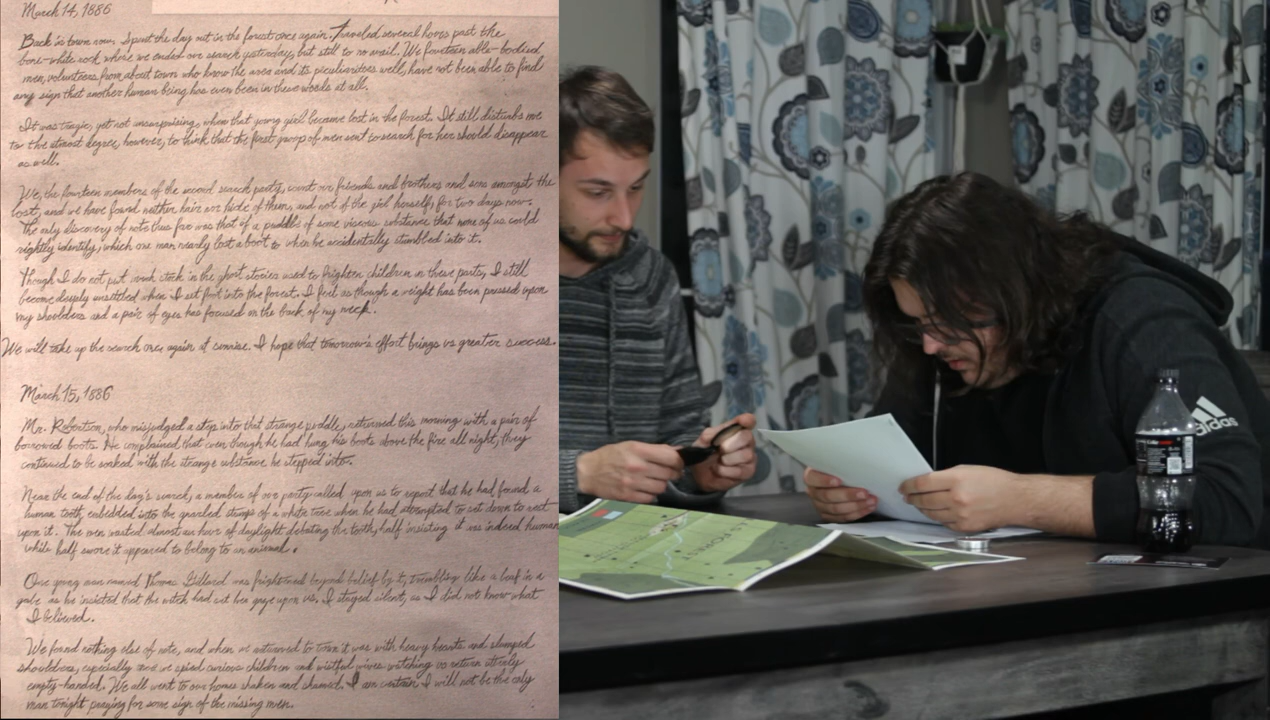 March 14, 1886
Back in town now. Spent the day out in the forest once again. Traveled several hours past the
bone-white rock where we ended our search yesterday, but still to no avail. We fourteen able-bodied
men, volunteers from about town who know the area and its peculiarities well, have not been able to find
any sign that another human being has ever been in these woods at all.
It was tragic, yet not unsurprising, when that young girl became lost in the forest. It still disturbs me
to the utmost degree, however, to think that the first group of men sent to search for her should disappear
as well.
We, the fourteen members of the second search party, count our friends and brothers and sons amongst the
lost, and we have found neither hair nor hide of them, and not of the girl herself, for two days now.
The only discovery of note thus far was that of a puddle of some viscous substance that none of us could
rightly identify, which one man nearly lost a boot to when he accidentally stumbled into it.
Though I do not put much stock in the ghost stories used to frighten children in these parts, I still
become deeply unsettled when I set foot into the forest. I feel as though a weight has been pressed upon
my shoulders and a pair of eyes has focused on the back of my neck.
We will take up the search once again at sunrise. I hope that tomorrow's effort brings us greater success.
March 15, 1886
Mr. Robertson, who misjudged a step into that strange puddle, returned this morning with a pair of
borrowed boots. He complained that even though he had hung his boots above the fire all night, they
continued to be soaked with the strange substance he stepped into.
Near the end of the day's search, a member of our party called upon us to report that he had found a
human tooth, embedded into the gnarled stump of a white tree when he had attempted to set down to rest
upon it. The men wasted almost an hour of daylight debating the tooth, half insisting it was indeed human
while half swore it appeared to belong to an animal.
One young man named Thomas Gillard was frightened beyond belief by it, trembling like a leaf in a
gale as he insisted that the witch had set her gaze upon us. I stayed silent, as I did not know what
I believed.
We found nothing else of note, and when we returned to town it was with heavy hearts and slumped
shoulders, especially once we spied curious children and wistful wives watching us return utterly
empty-handed. We all went to our homes shaken and shamed. I am certain I will not be the only
man tonight praying for some sign of the missing men.
FOREST
adidas